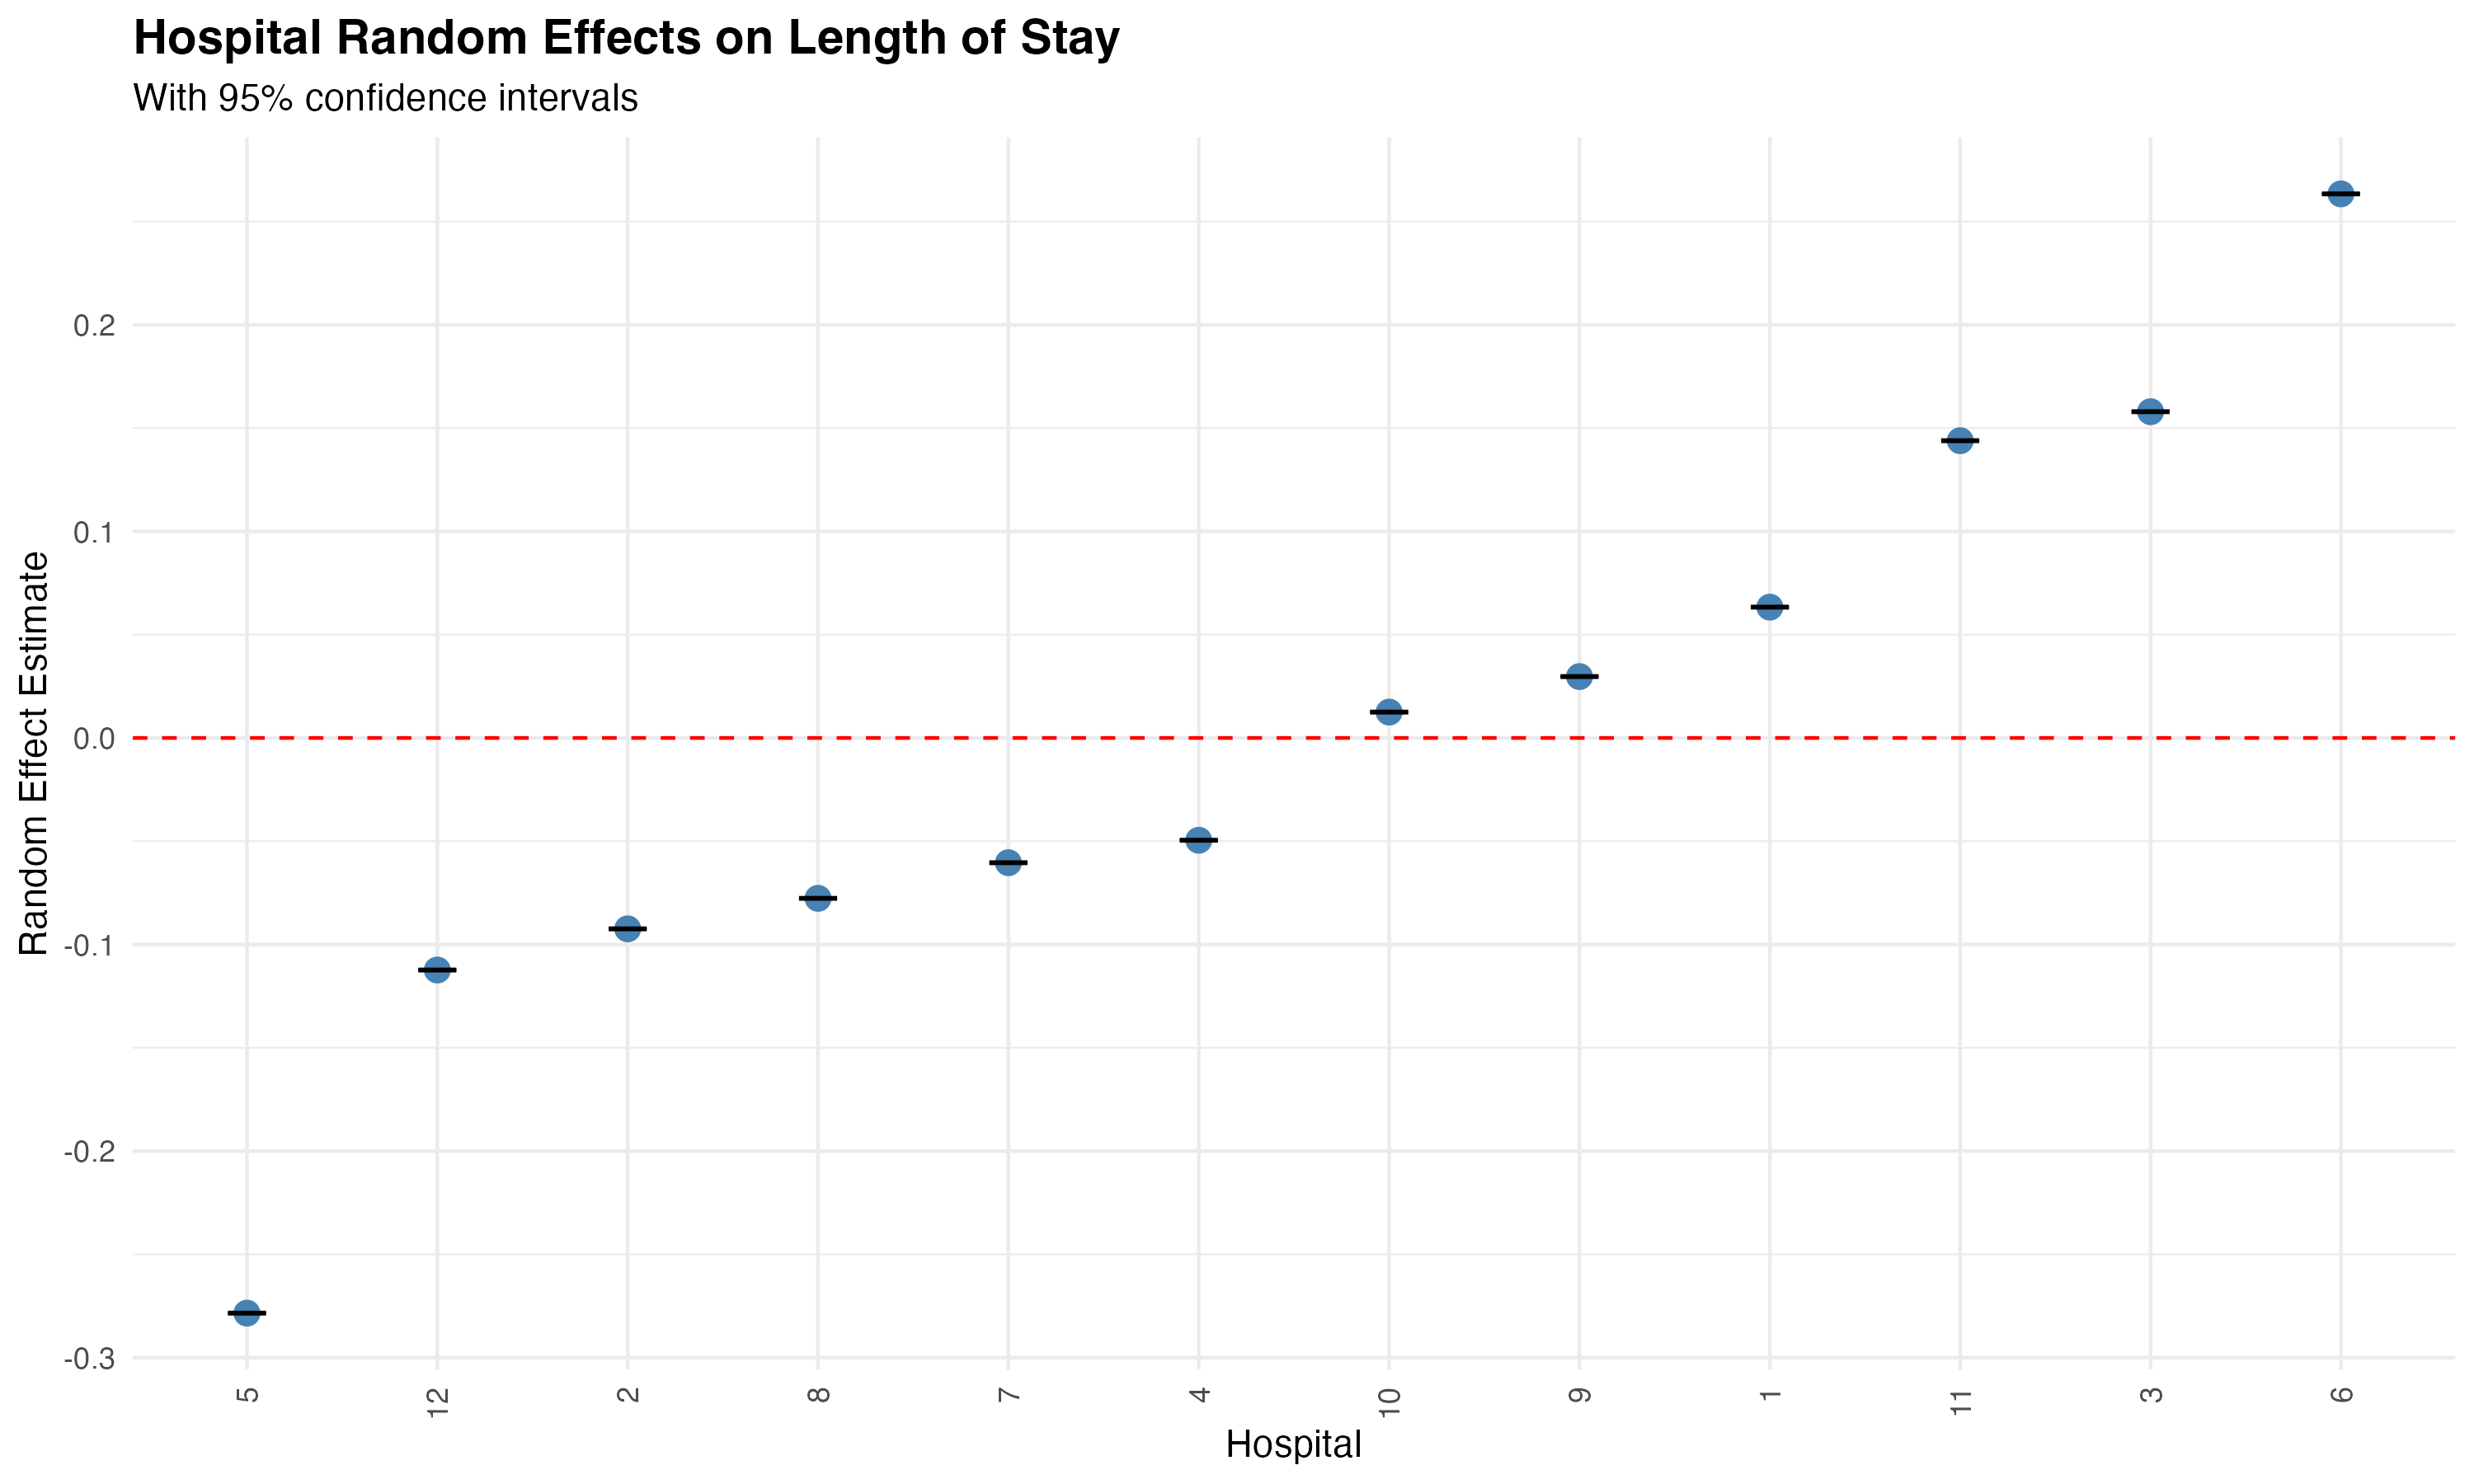 Hospital Random Effects on Length of Stay
With 95% confidence intervals
Random Effect Estimate
0.2
0.1
0.0
-0.1
-0.2
-0.3
5 12 2 8 7 4 10 9 1 11 3 6
Hospital